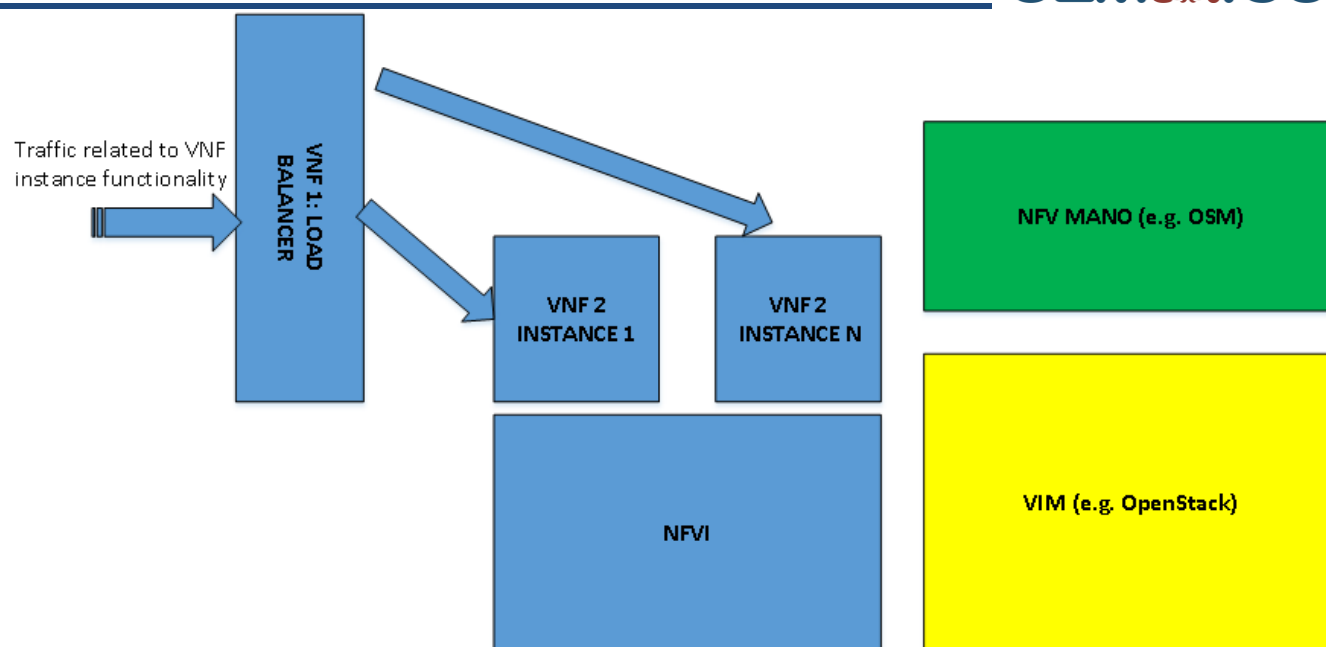 Traffic related to VNF
instance functionality
VNF 1: LOAD
BALANCER
VNF 2
INSTANCE 1
VNF 2
INSTANCE N
NFVI
NFV MANO (e.g. OSM)
VIM (e.g. OpenStack)